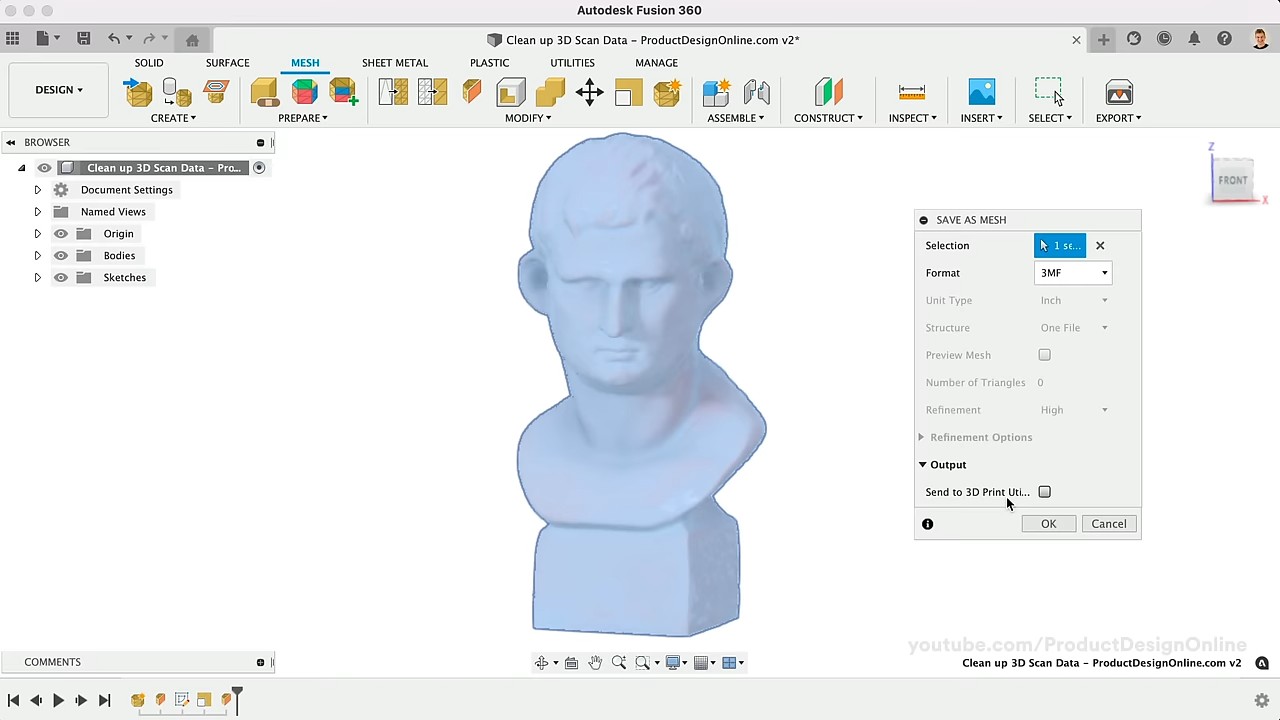 Autodesk Fusion 360
Clean up 3D Scan Data – ProductDesignOnline.com v2*
SOLID SURFACE MESH SHEET METAL PLASTIC UTILITIES MANAGE
DESIGN
CREATE PREPARE MODIFY ASSEMBLE CONSTRUCT INSPECT INSERT SELECT EXPORT
BROWSER
Clean up 3D Scan Data – Pro...
Document Settings
Named Views
Origin
Bodies
Sketches
Z
FRONT
X
SAVE AS MESH
Selection 1 se...
Format 3MF
Unit Type Inch
Structure One File
Preview Mesh
Number of Triangles 0
Refinement High
Refinement Options
Output
Send to 3D Print Uti...
OK Cancel
youtube.com/ProductDesignOnline
COMMENTS
Clean up 3D Scan Data – ProductDesignOnline.com v2